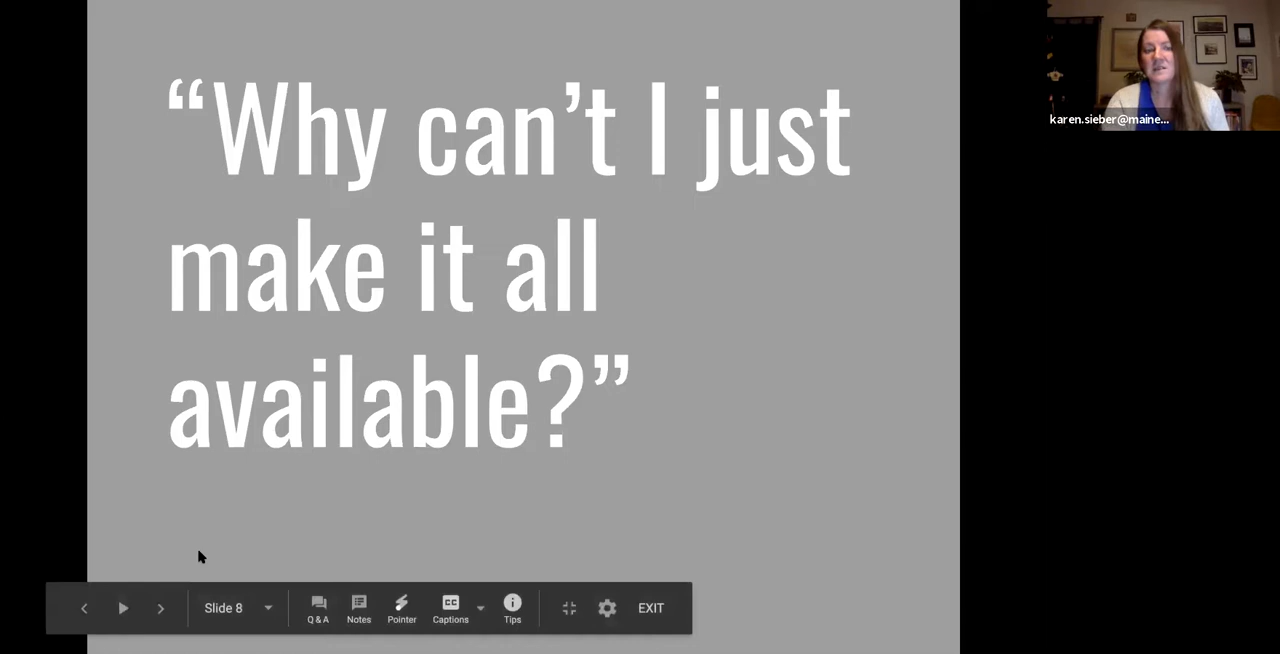 “Why can’t I just
make it all
available?”
karen.sieber@maine...
Slide 8
Q & A
Notes
Pointer
CC
Captions
Tips
EXIT